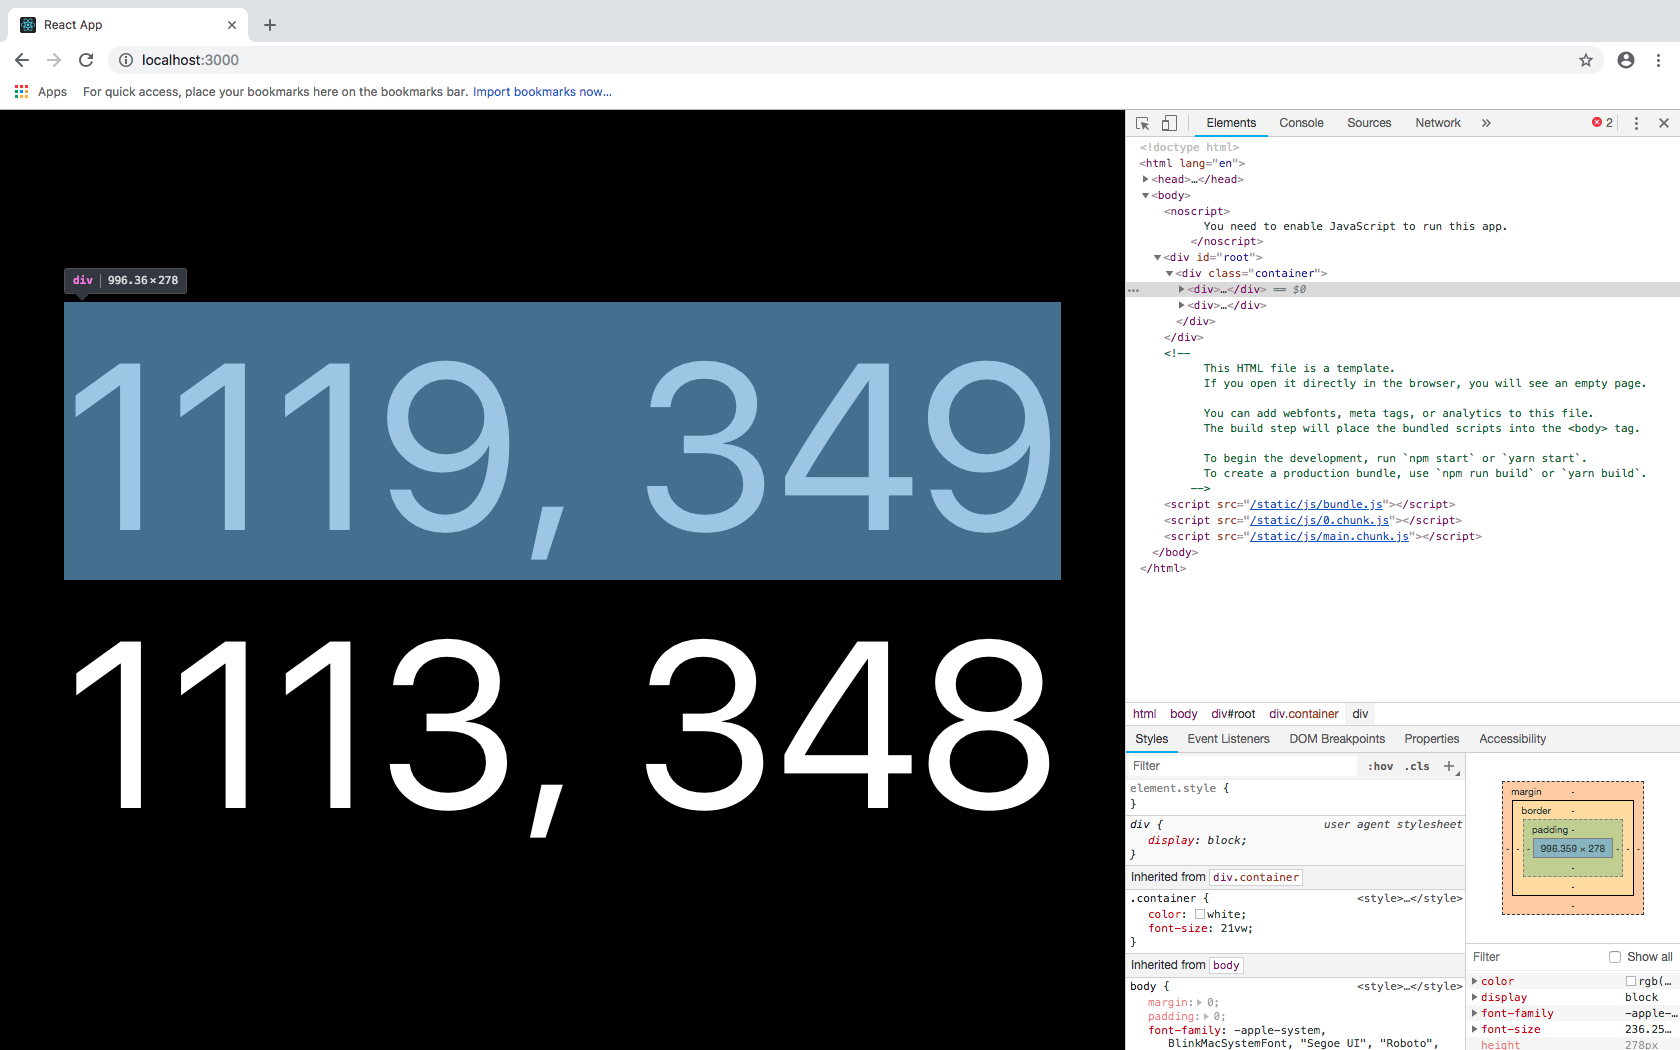 React App
localhost:3000
Apps For quick access, place your bookmarks here on the bookmarks bar. Import bookmarks now...
div 996.36×278
1119, 349
1113, 348
Elements Console Sources Network » 2
<!doctype html>
<html lang="en">
<head>…</head>
<body>
<noscript>
You need to enable JavaScript to run this app.
</noscript>
<div id="root">
<div class="container">
… <div>…</div> == $0
<div>…</div>
</div>
</div>
<!--
This HTML file is a template.
If you open it directly in the browser, you will see an empty page.
You can add webfonts, meta tags, or analytics to this file.
The build step will place the bundled scripts into the <body> tag.
To begin the development, run `npm start` or `yarn start`.
To create a production bundle, use `npm run build` or `yarn build`.
-->
<script src="/static/js/bundle.js"></script>
<script src="/static/js/0.chunk.js"></script>
<script src="/static/js/main.chunk.js"></script>
</body>
</html>
html body div#root div.container div
Styles Event Listeners DOM Breakpoints Properties Accessibility
Filter :hov .cls +
element.style {
}
div { user agent stylesheet
display: block;
}
Inherited from div.container
.container { <style>…</style>
color: white;
font-size: 21vw;
}
Inherited from body
body { <style>…</style>
margin: 0;
padding: 0;
font-family: -apple-system,
BlinkMacSystemFont, "Segoe UI", "Roboto",
margin -
border -
padding -
- - - 996.359 × 278 - - -
-
-
-
Filter Show all
color rgb(…
display block
font-family -apple-…
font-size 236.25…
height 278px